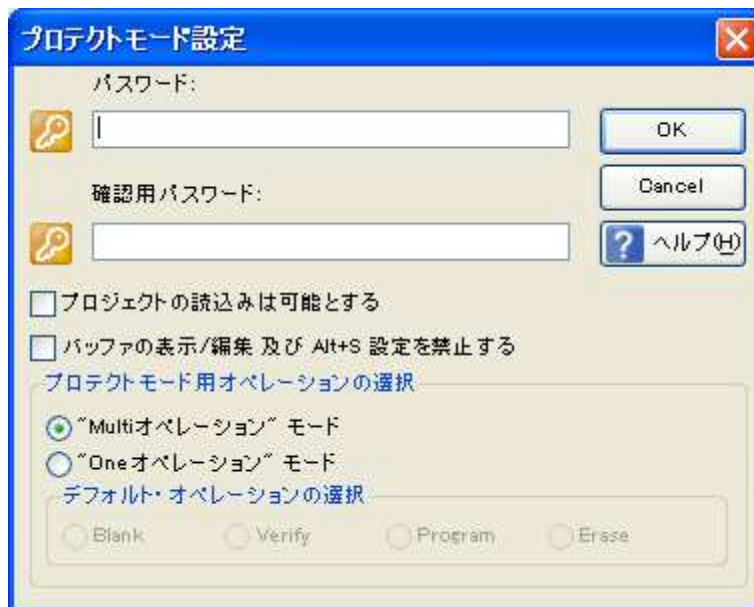 プロテクトモード設定
パスワード:
OK
Cancel
確認用パスワード:
ヘルプ(H)
プロジェクトの読込みは可能とする
バッファの表示/編集 及び Alt+S 設定を禁止する
プロテクトモード用オペレーションの選択
"Multiオペレーション" モード
"Oneオペレーション" モード
デフォルト・オペレーションの選択
Blank Verify Program Erase